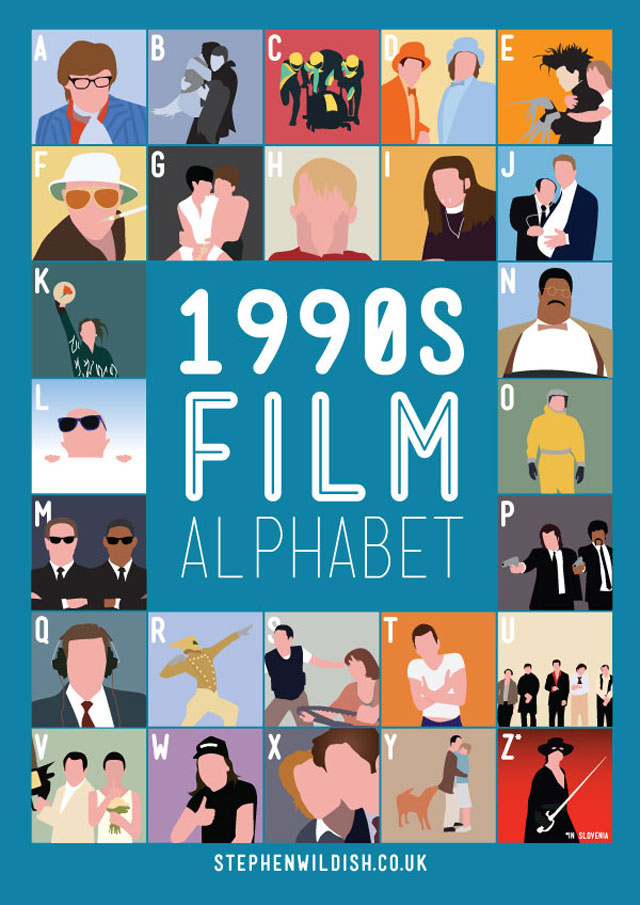 A B C D E
F G H I J
K N
L O
M P
Q R S T U
V W X Y Z*
1990S
FILM
ALPHABET
*IN SLOVENIA
STEPHENWILDISH.CO.UK